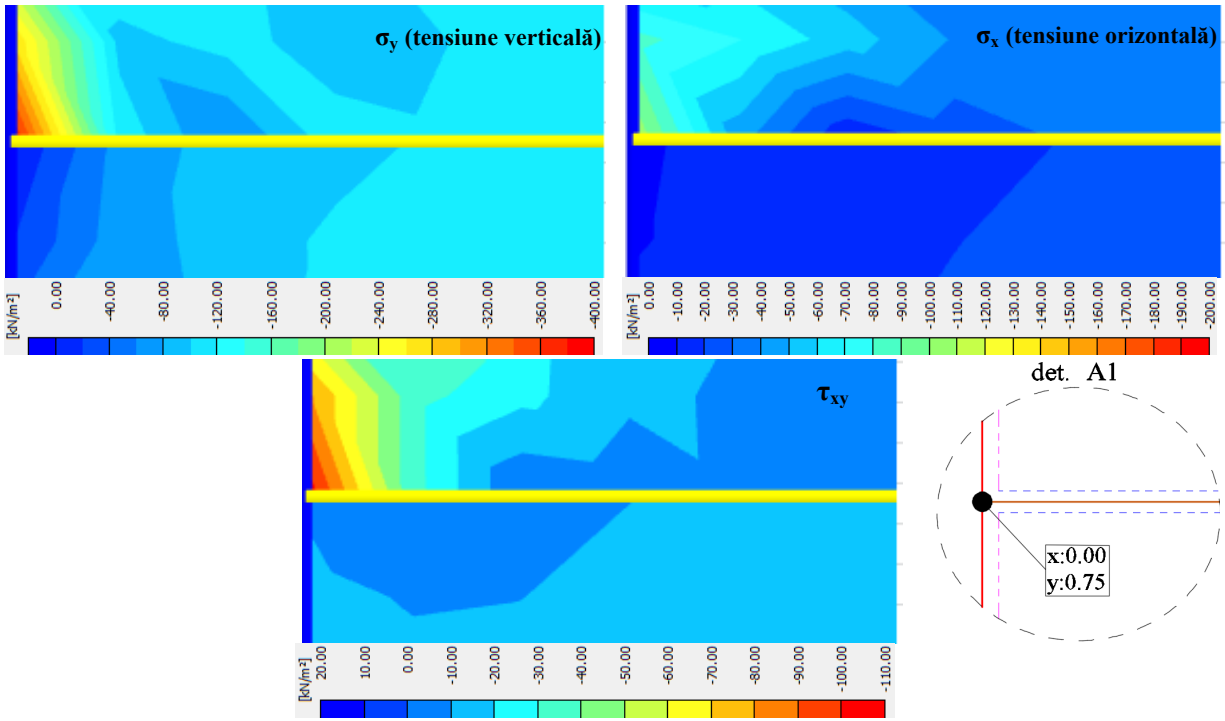 σy (tensiune verticală)
σx (tensiune orizontală)
[kN/m²] 0.00 -40.00 -80.00 -120.00 -160.00 -200.00 -240.00 -280.00 -320.00 -360.00 -400.00
[kN/m²] 0.00 -10.00 -20.00 -30.00 -40.00 -50.00 -60.00 -70.00 -80.00 -90.00 -100.00 -110.00 -120.00 -130.00 -140.00 -150.00 -160.00 -170.00 -180.00 -190.00 -200.00
τxy
det. A1
x:0.00
y:0.75
[kN/m²] 20.00 10.00 0.00 -10.00 -20.00 -30.00 -40.00 -50.00 -60.00 -70.00 -80.00 -90.00 -100.00 -110.00